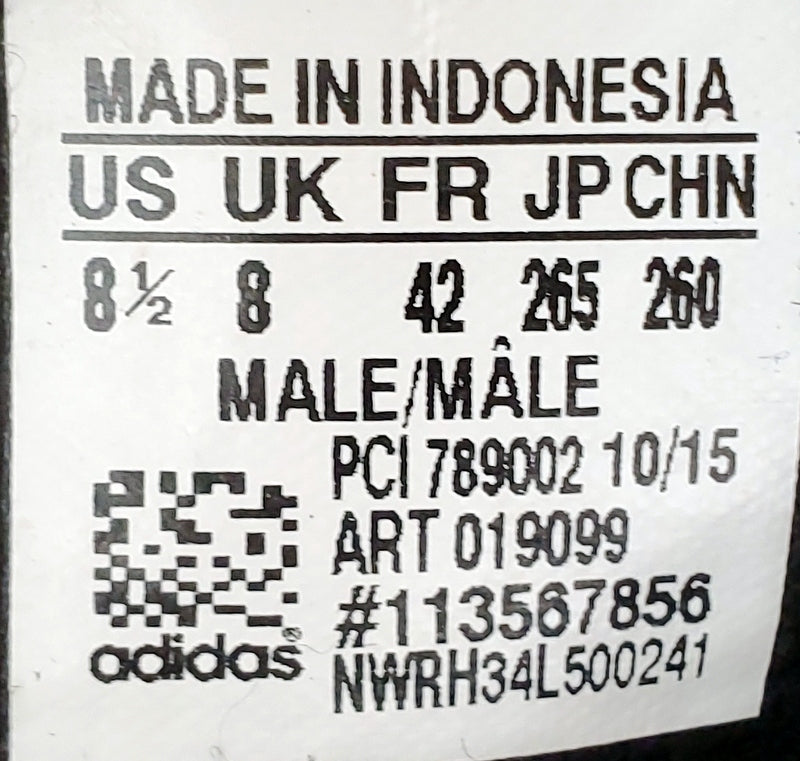 MADE IN INDONESIA
US UK FR JP CHN
8½ 8 42 265 260
MALE/MÂLE
PCI 789002 10/15
ART 019099
#113567856
adidas®
NWRH34L500241